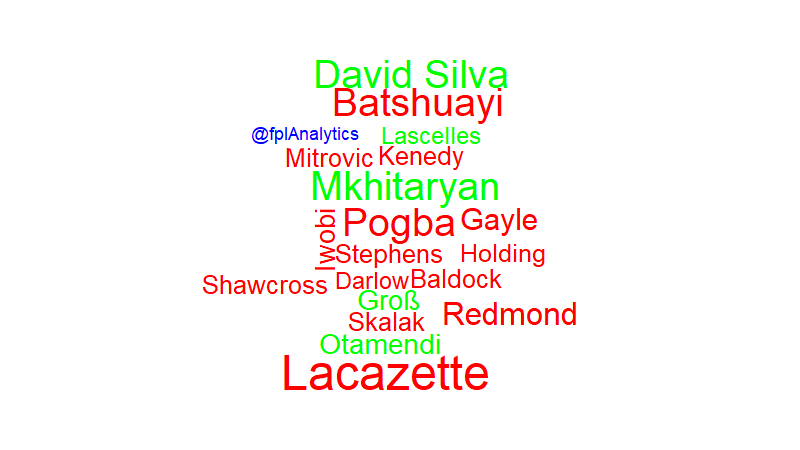 David Silva
Batshuayi
@fplAnalytics
Lascelles
Mitrovic
Kenedy
Mkhitaryan
Iwobi
Pogba
Gayle
Stephens
Holding
Shawcross
Darlow
Baldock
Groß
Skalak
Redmond
Otamendi
Lacazette